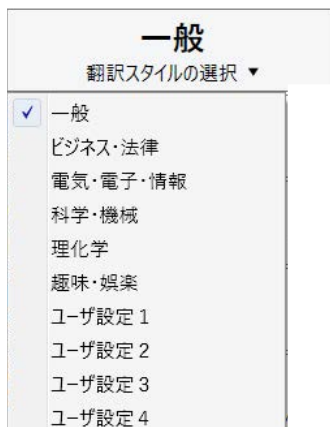 一般
翻訳スタイルの選択 ▼
✓ 一般
ビジネス・法律
電気・電子・情報
科学・機械
理化学
趣味・娯楽
ユーザ設定 1
ユーザ設定 2
ユーザ設定 3
ユーザ設定 4